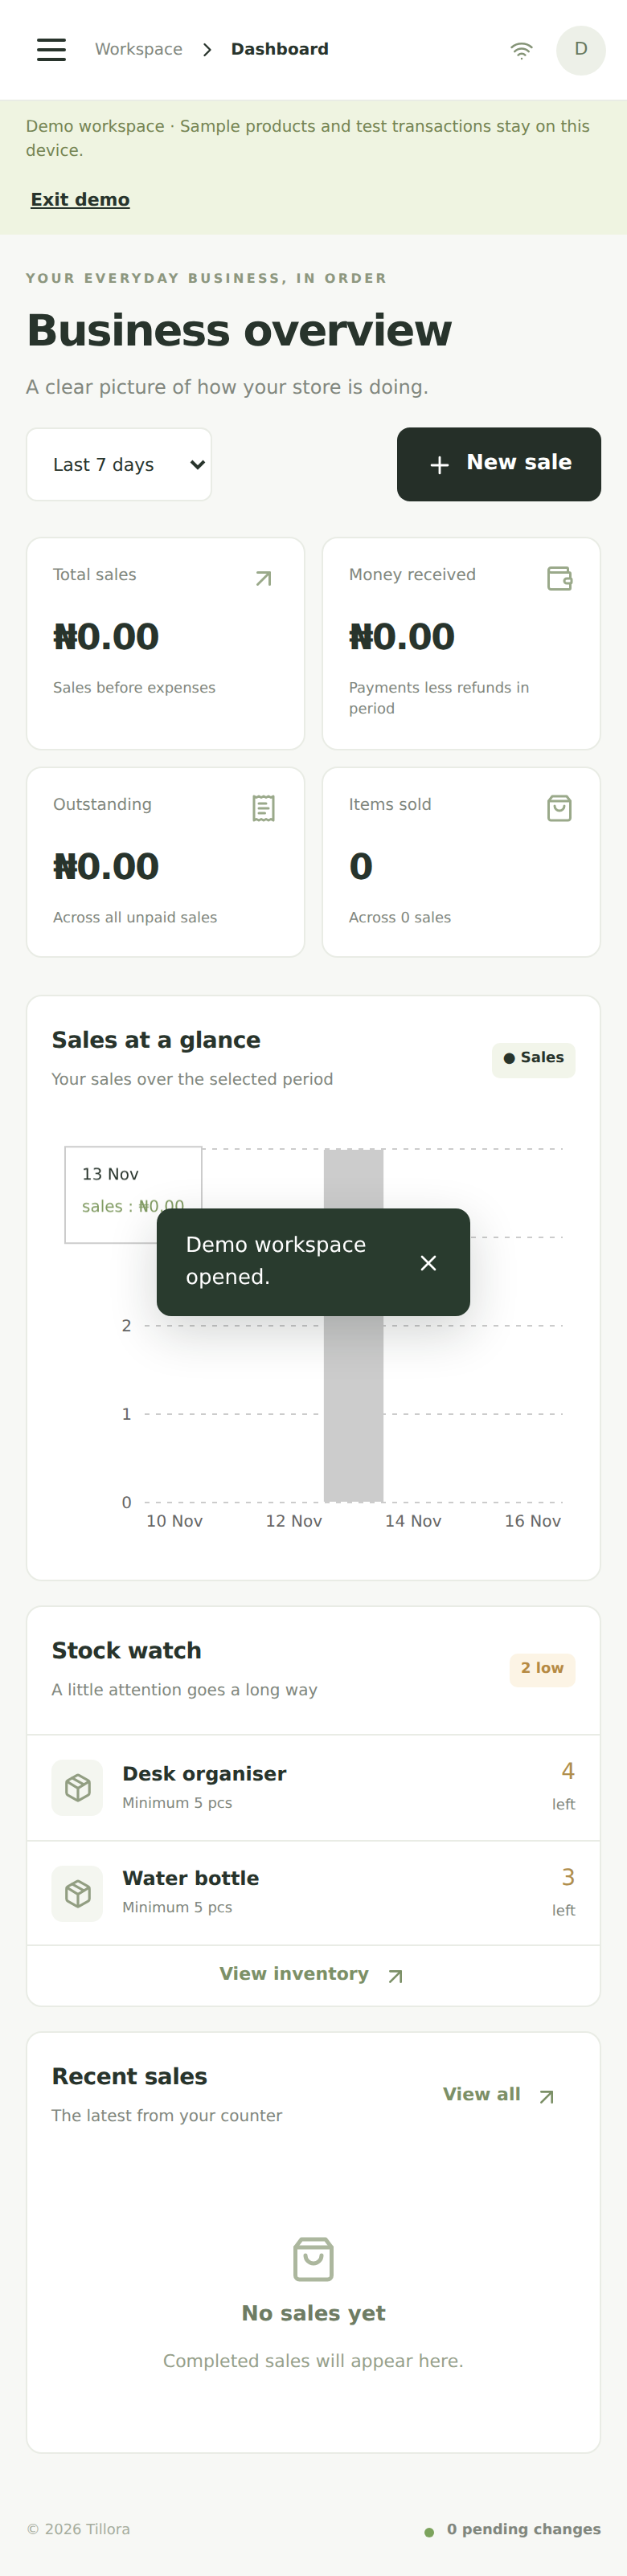 Workspace > Dashboard
D
Demo workspace · Sample products and test transactions stay on this
device.
Exit demo
YOUR EVERYDAY BUSINESS, IN ORDER
Business overview
A clear picture of how your store is doing.
Last 7 days
+ New sale
Total sales
₦0.00
Sales before expenses
Money received
₦0.00
Payments less refunds in
period
Outstanding
₦0.00
Across all unpaid sales
Items sold
0
Across 0 sales
Sales at a glance
Your sales over the selected period
● Sales
13 Nov
sales : ₦0.00
Demo workspace
opened.
2
1
0
10 Nov 12 Nov 14 Nov 16 Nov
Stock watch
A little attention goes a long way
2 low
Desk organiser
Minimum 5 pcs
4
left
Water bottle
Minimum 5 pcs
3
left
View inventory
Recent sales
The latest from your counter
View all
No sales yet
Completed sales will appear here.
© 2026 Tillora
0 pending changes